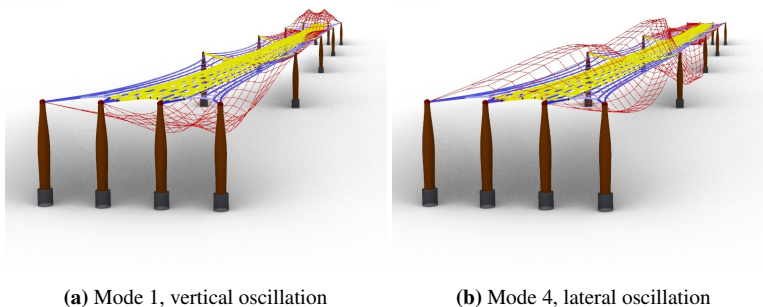 (a) Mode 1, vertical oscillation
(b) Mode 4, lateral oscillation